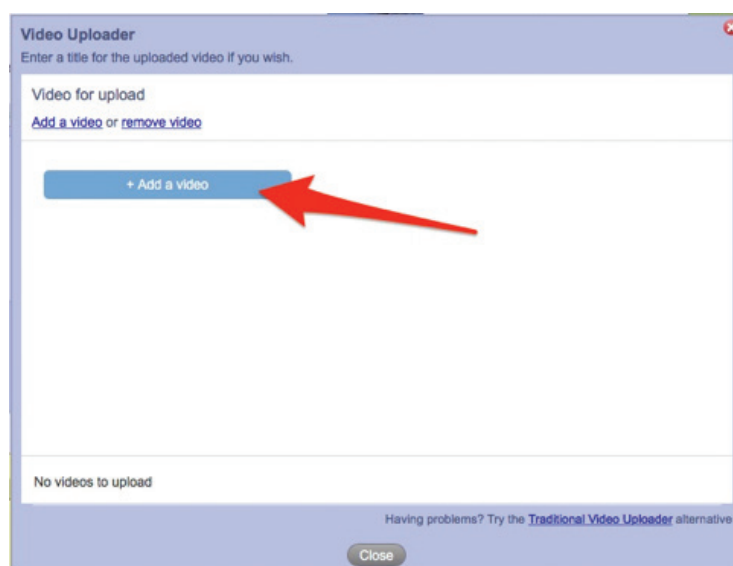 Video Uploader
Enter a title for the uploaded video if you wish.
Video for upload
Add a video or remove video
+ Add a video
No videos to upload
Having problems? Try the Traditional Video Uploader alternative
Close